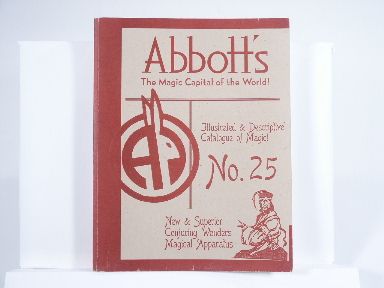 Abbott's
The Magic Capital of the World!
Illustrated & Descriptive
Catalogue of Magic!
No. 25
New & Superior
Conjuring Wonders
Magical Apparatus